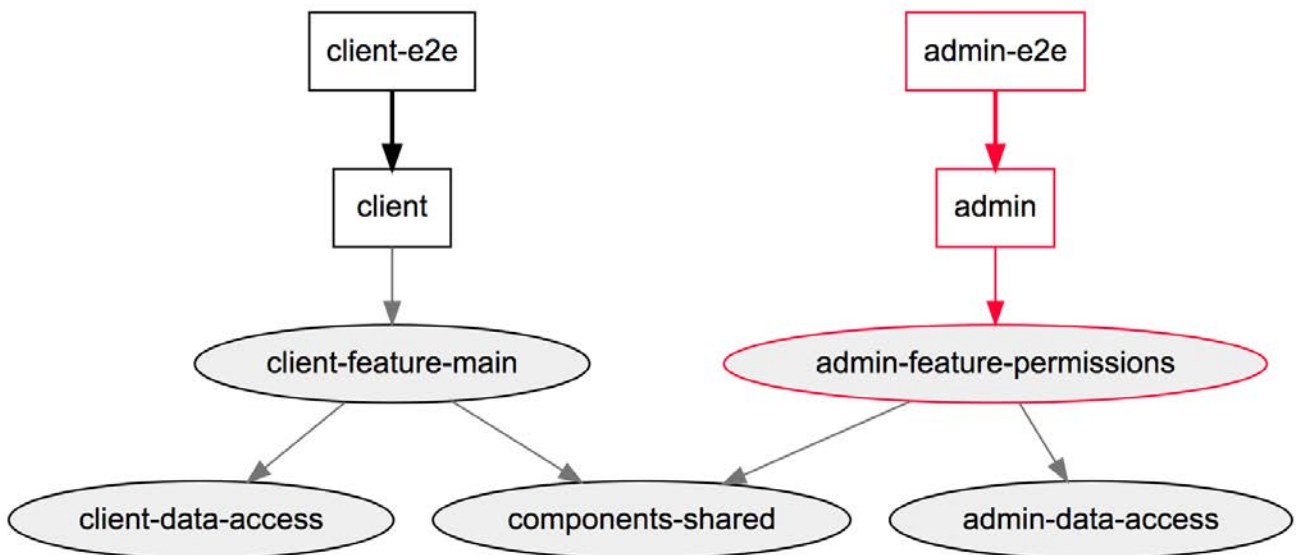 client-e2e
admin-e2e
client
admin
client-feature-main
admin-feature-permissions
client-data-access
components-shared
admin-data-access